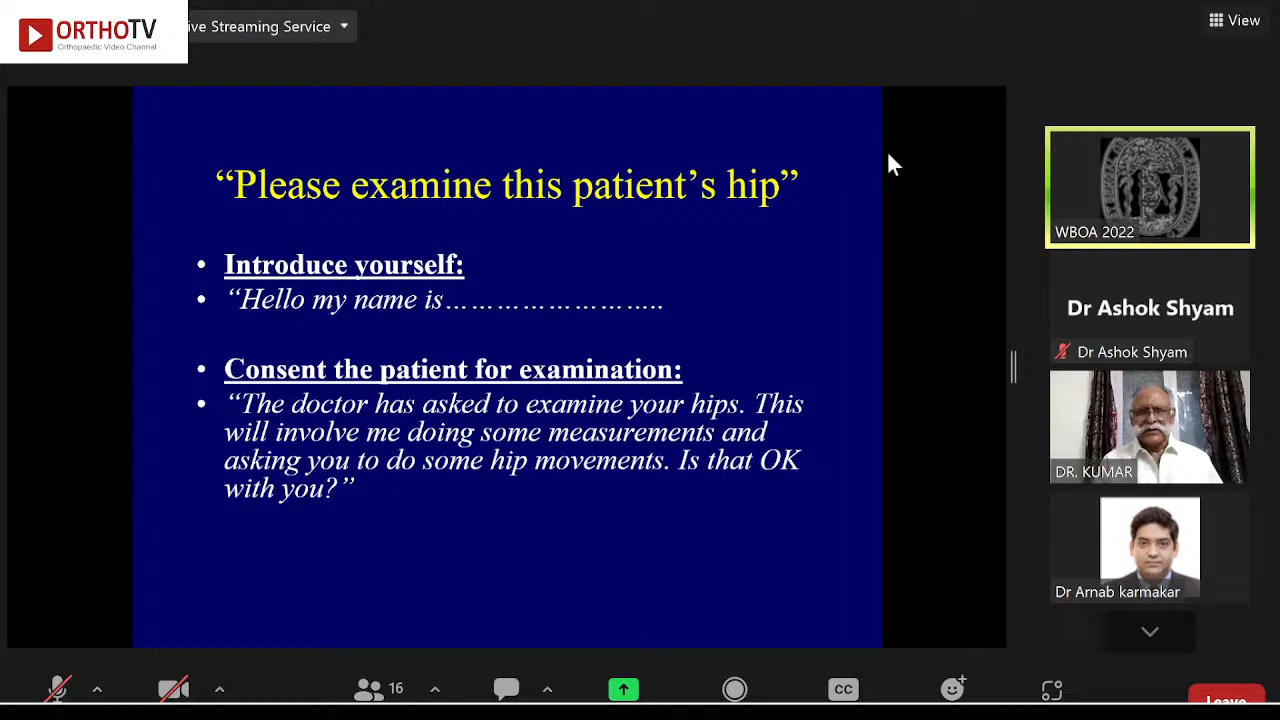 ORTHOTV
Orthopaedic Video Channel
ive Streaming Service
View
“Please examine this patient’s hip”
• Introduce yourself:
• “Hello my name is……………………..
• Consent the patient for examination:
• “The doctor has asked to examine your hips. This
will involve me doing some measurements and
asking you to do some hip movements. Is that OK
with you?”
WBOA 2022
Dr Ashok Shyam
Dr Ashok Shyam
DR. KUMAR
Dr Arnab karmakar
16
CC
Leave